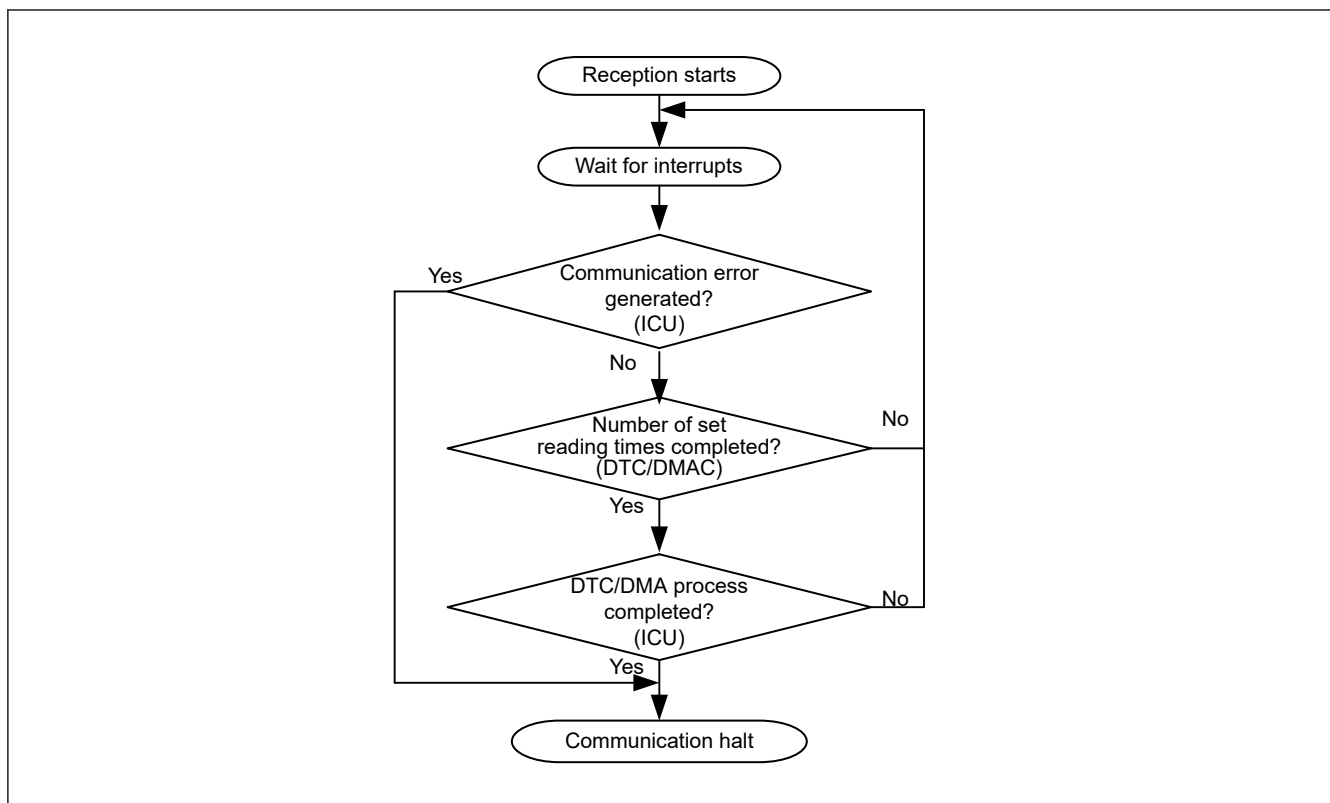 Reception starts
Wait for interrupts
Yes
Communication error
generated?
(ICU)
No
Number of set
reading times completed?
(DTC/DMAC)
No
Yes
DTC/DMA process
completed?
(ICU)
No
Yes
Communication halt